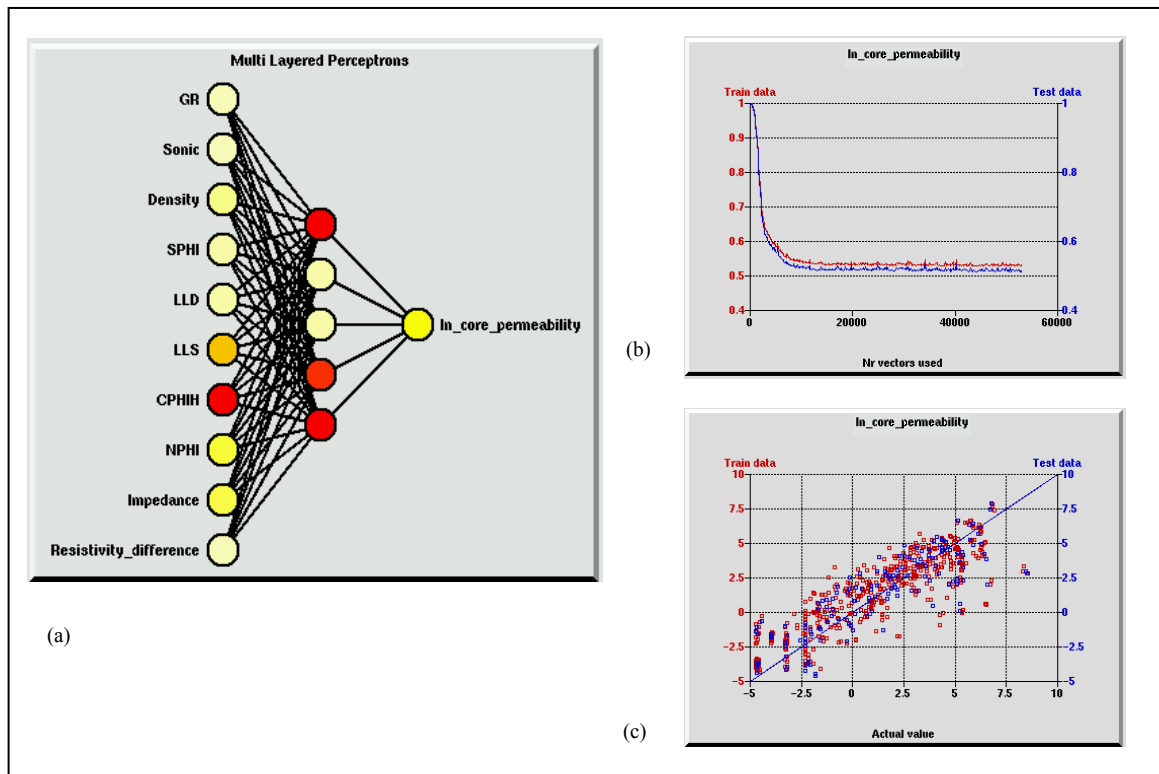 Multi Layered Perceptrons
GR
Sonic
Density
SPHI
LLD
LLS
CPHIH
NPHI
Impedance
Resistivity_difference
ln_core_permeability
(a)
ln_core_permeability
Train data
Test data
1
0.9
0.8
0.7
0.6
0.5
0.4
1
0.8
0.6
0.4
0
20000
40000
60000
Nr vectors used
(b)
ln_core_permeability
Train data
Test data
10
7.5
5
2.5
0
-2.5
-5
10
7.5
5
2.5
0
-2.5
-5
-5
-2.5
0
2.5
5
7.5
10
Actual value
(c)